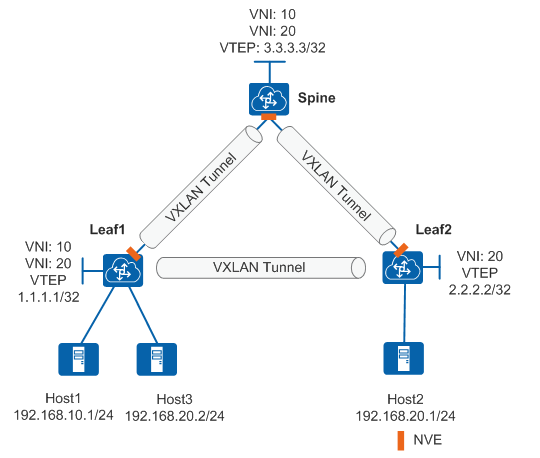 VNI: 10
VNI: 20
VTEP: 3.3.3.3/32
Spine
VXLAN Tunnel
VXLAN Tunnel
Leaf1
Leaf2
VNI: 10
VNI: 20
VTEP
1.1.1.1/32
VXLAN Tunnel
VNI: 20
VTEP
2.2.2.2/32
Host1
192.168.10.1/24
Host3
192.168.20.2/24
Host2
192.168.20.1/24
NVE